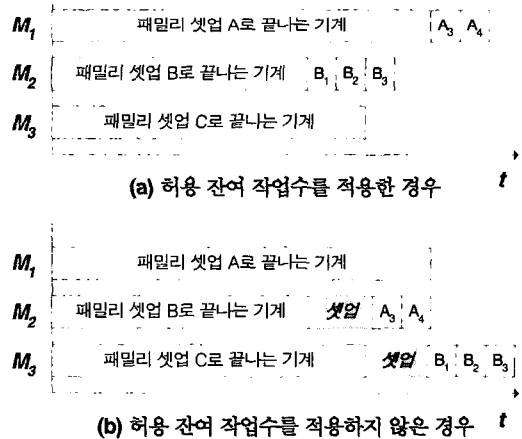 M₁ 패밀리 셋업 A로 끝나는 기계 A₃ A₄
M₂ 패밀리 셋업 B로 끝나는 기계 B₁ B₂ B₃
M₃ 패밀리 셋업 C로 끝나는 기계
(a) 허용 잔여 작업수를 적용한 경우 t
M₁ 패밀리 셋업 A로 끝나는 기계
M₂ 패밀리 셋업 B로 끝나는 기계 셋업 A₃ A₄
M₃ 패밀리 셋업 C로 끝나는 기계 셋업 B₁ B₂ B₃
(b) 허용 잔여 작업수를 적용하지 않은 경우 t